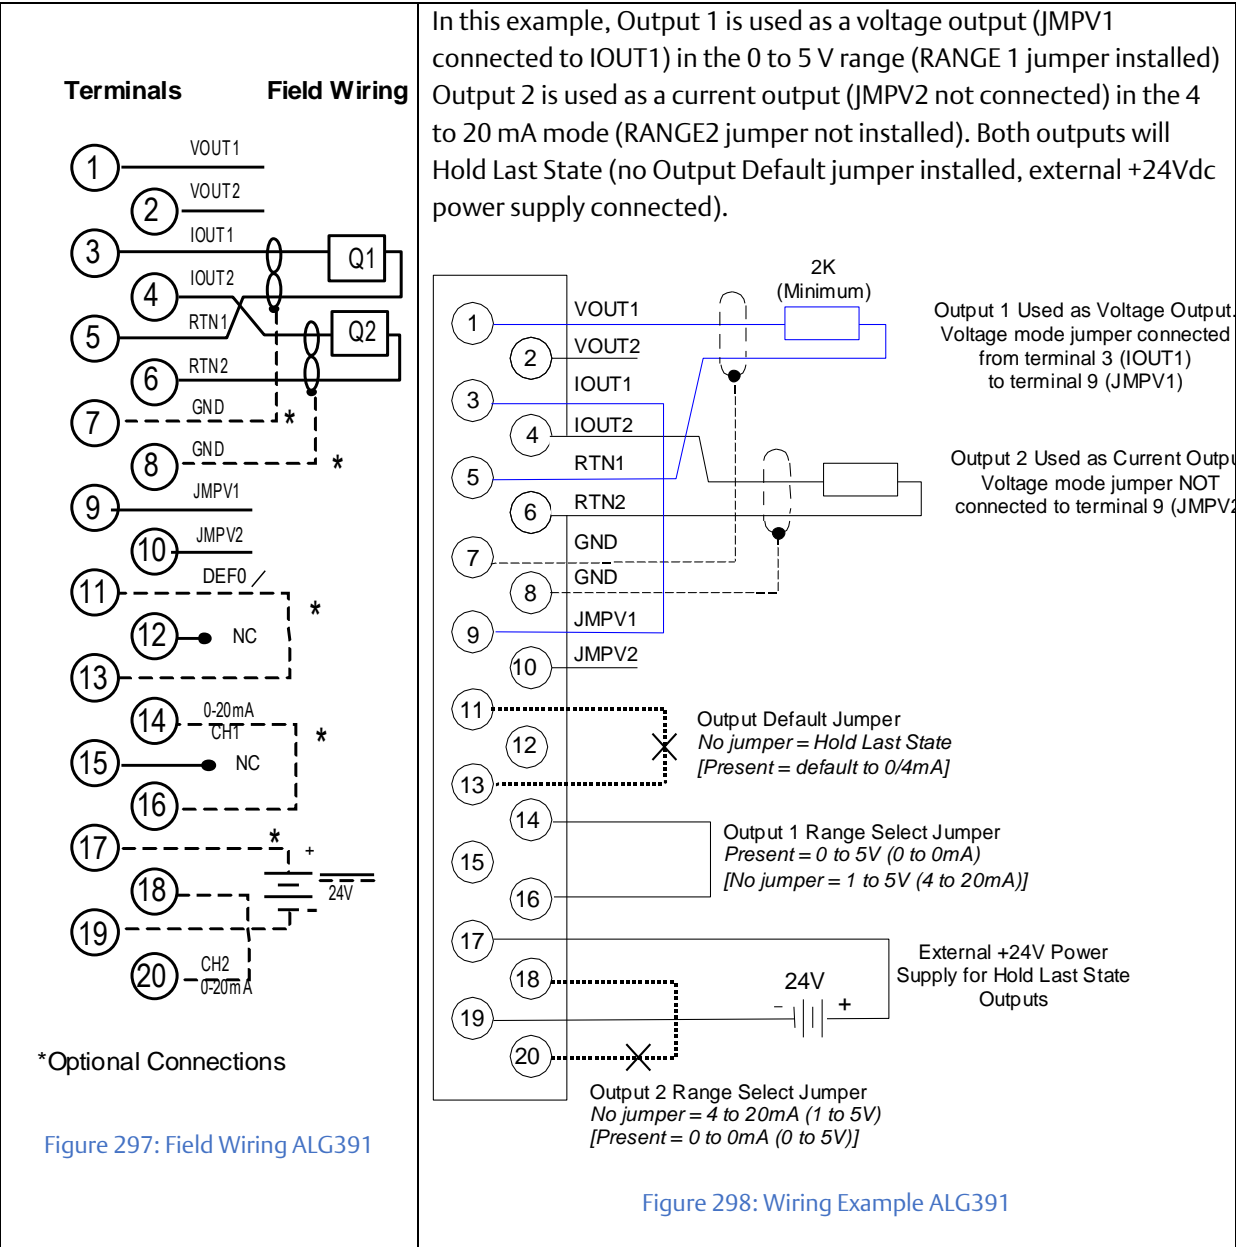 Terminals Field Wiring
1 VOUT1
2 VOUT2
3 IOUT1
Q1
4 IOUT2
5 RTN1
Q2
6 RTN2
7 GND *
8 GND *
9 JMPV1
10 JMPV2
11 DEF0 *
12 NC
13
14 0-20mA
CH1 *
15 NC
16
17 * +
18 24V
19 -
20 CH2
0-20mA
*Optional Connections
Figure 297: Field Wiring ALG391
In this example, Output 1 is used as a voltage output (JMPV1
connected to IOUT1) in the 0 to 5 V range (RANGE 1 jumper installed)
Output 2 is used as a current output (JMPV2 not connected) in the 4
to 20 mA mode (RANGE2 jumper not installed). Both outputs will
Hold Last State (no Output Default jumper installed, external +24Vdc
power supply connected).
2K
(Minimum)
1 VOUT1
2 VOUT2
3 IOUT1
4 IOUT2
5 RTN1
6 RTN2
7 GND
8 GND
9 JMPV1
10 JMPV2
11
12
13
14
15
16
17
18
19
20
Output 1 Used as Voltage Output.
Voltage mode jumper connected
from terminal 3 (IOUT1)
to terminal 9 (JMPV1)
Output 2 Used as Current Outpu
Voltage mode jumper NOT
connected to terminal 9 (JMPV2
Output Default Jumper
No jumper = Hold Last State
[Present = default to 0/4mA]
Output 1 Range Select Jumper
Present = 0 to 5V (0 to 0mA)
[No jumper = 1 to 5V (4 to 20mA)]
External +24V Power
Supply for Hold Last State
Outputs
24V
- +
Output 2 Range Select Jumper
No jumper = 4 to 20mA (1 to 5V)
[Present = 0 to 0mA (0 to 5V)]
Figure 298: Wiring Example ALG391